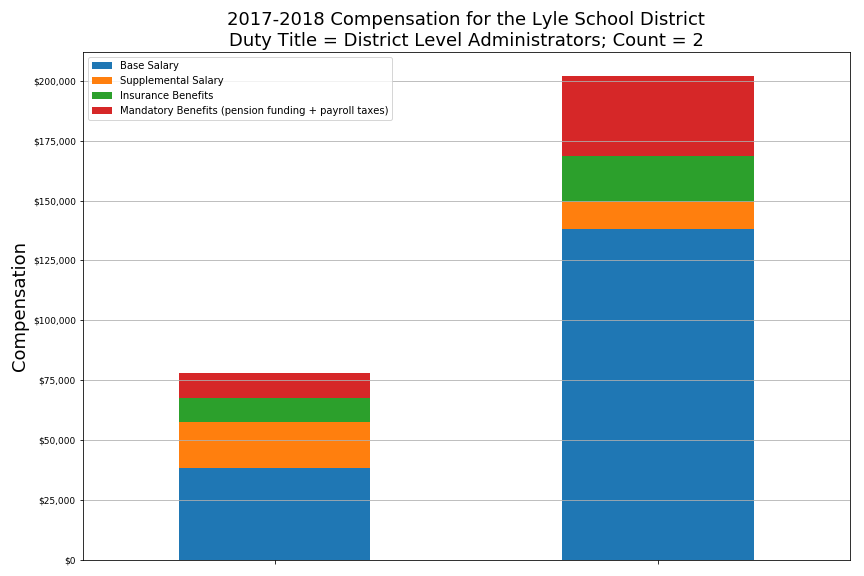 2017-2018 Compensation for the Lyle School District
Duty Title = District Level Administrators; Count = 2
Base Salary
Supplemental Salary
Insurance Benefits
Mandatory Benefits (pension funding + payroll taxes)
Compensation
$200,000
$175,000
$150,000
$125,000
$100,000
$75,000
$50,000
$25,000
$0